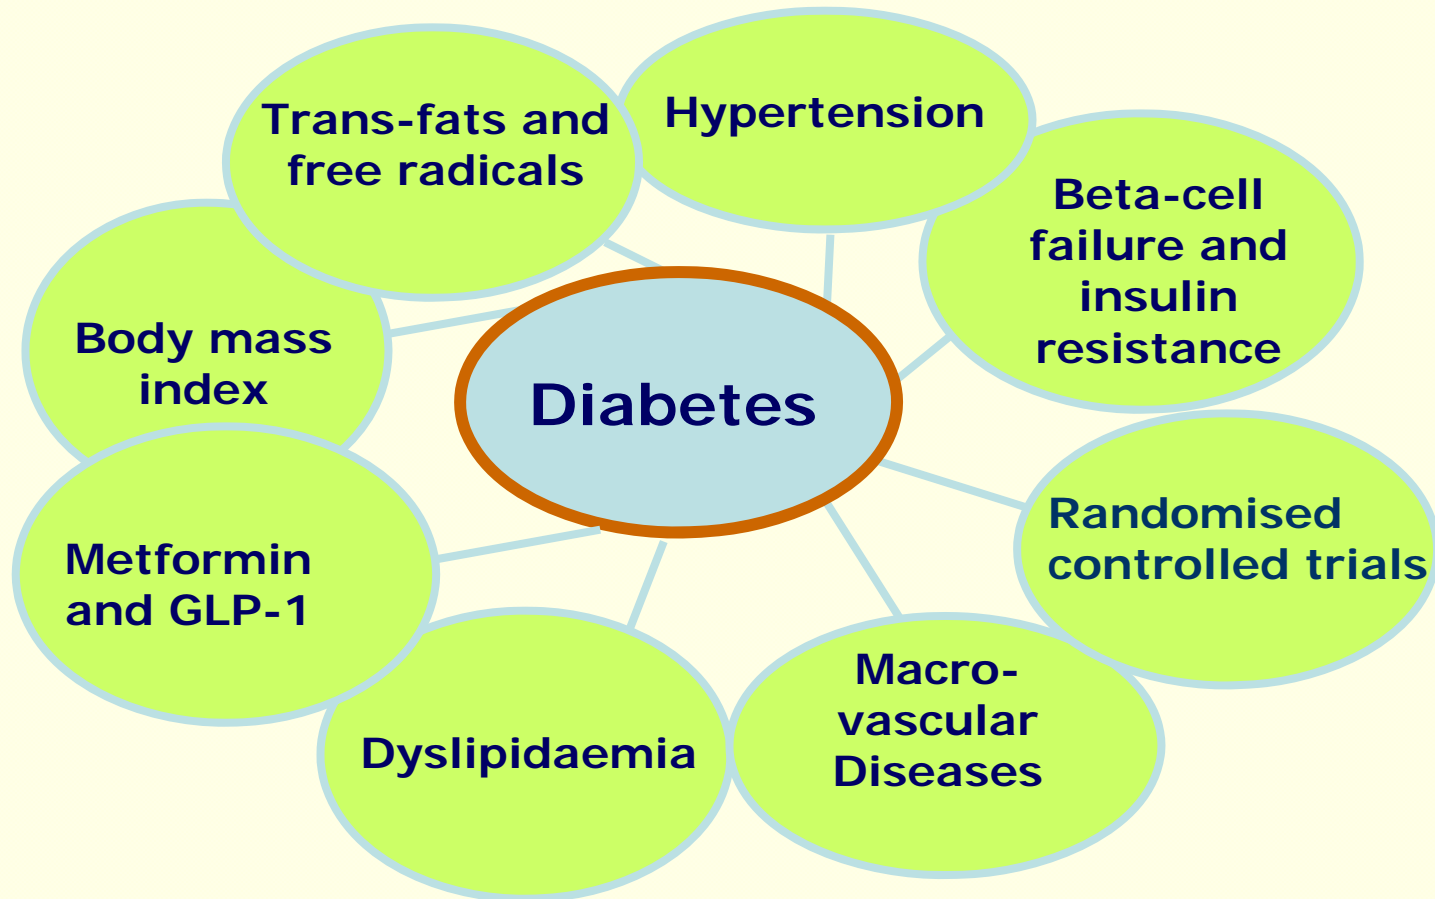 Trans-fats and
free radicals
Hypertension
Beta-cell
failure and
insulin
resistance
Body mass
index
Diabetes
Randomised
controlled trials
Metformin
and GLP-1
Macro-
vascular
Diseases
Dyslipidaemia